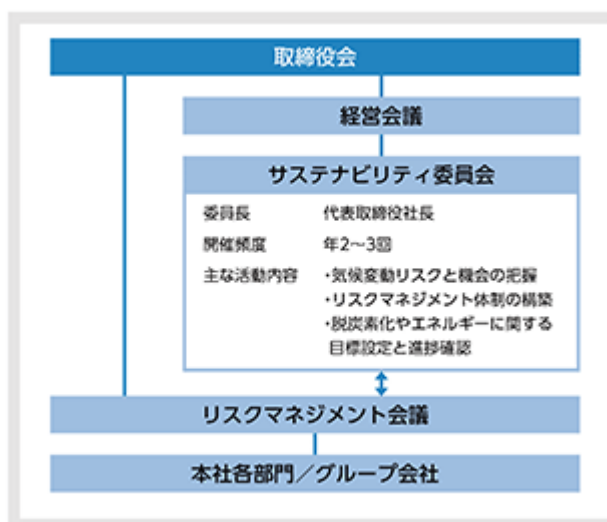 取締役会
経営会議
サステナビリティ委員会
委員長 代表取締役社長
開催頻度 年2～3回
主な活動内容 ・気候変動リスクと機会の把握
・リスクマネジメント体制の構築
・脱炭素化やエネルギーに関する
目標設定と進捗確認
リスクマネジメント会議
本社各部門／グループ会社